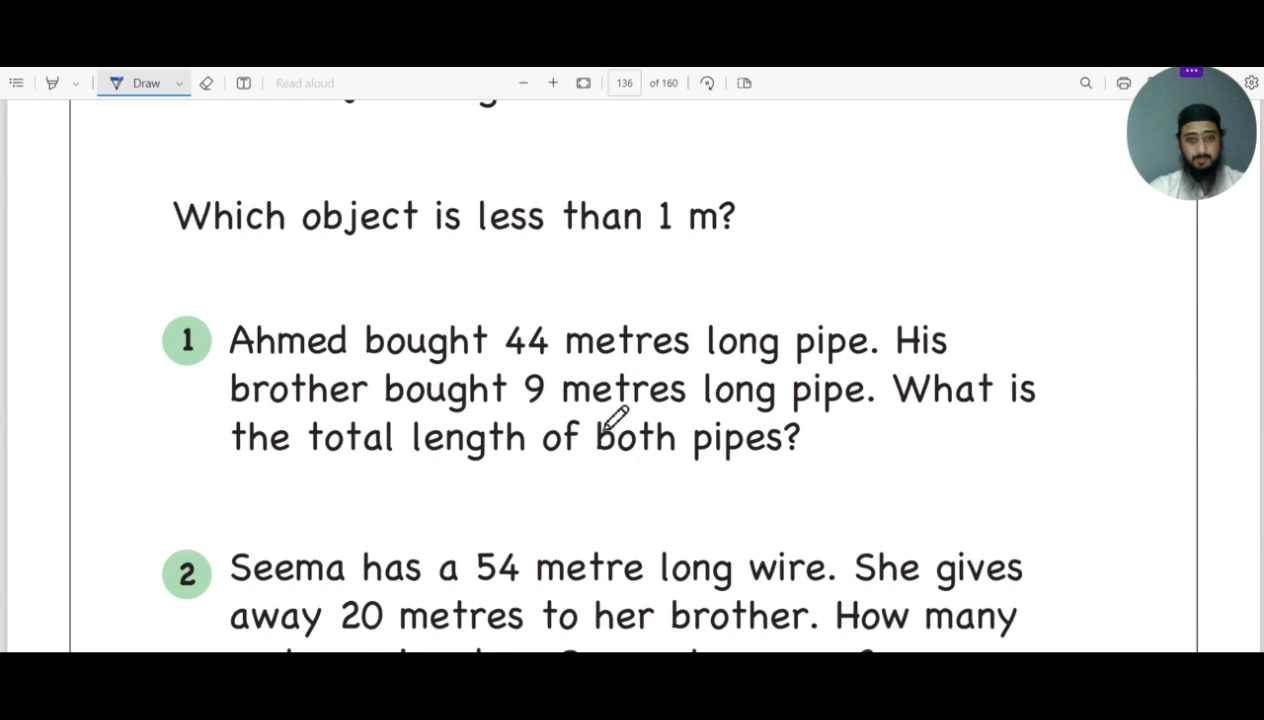 Draw
Read aloud
136 of 160
Which object is less than 1 m?
1 Ahmed bought 44 metres long pipe. His
brother bought 9 metres long pipe. What is
the total length of both pipes?
2 Seema has a 54 metre long wire. She gives
away 20 metres to her brother. How many